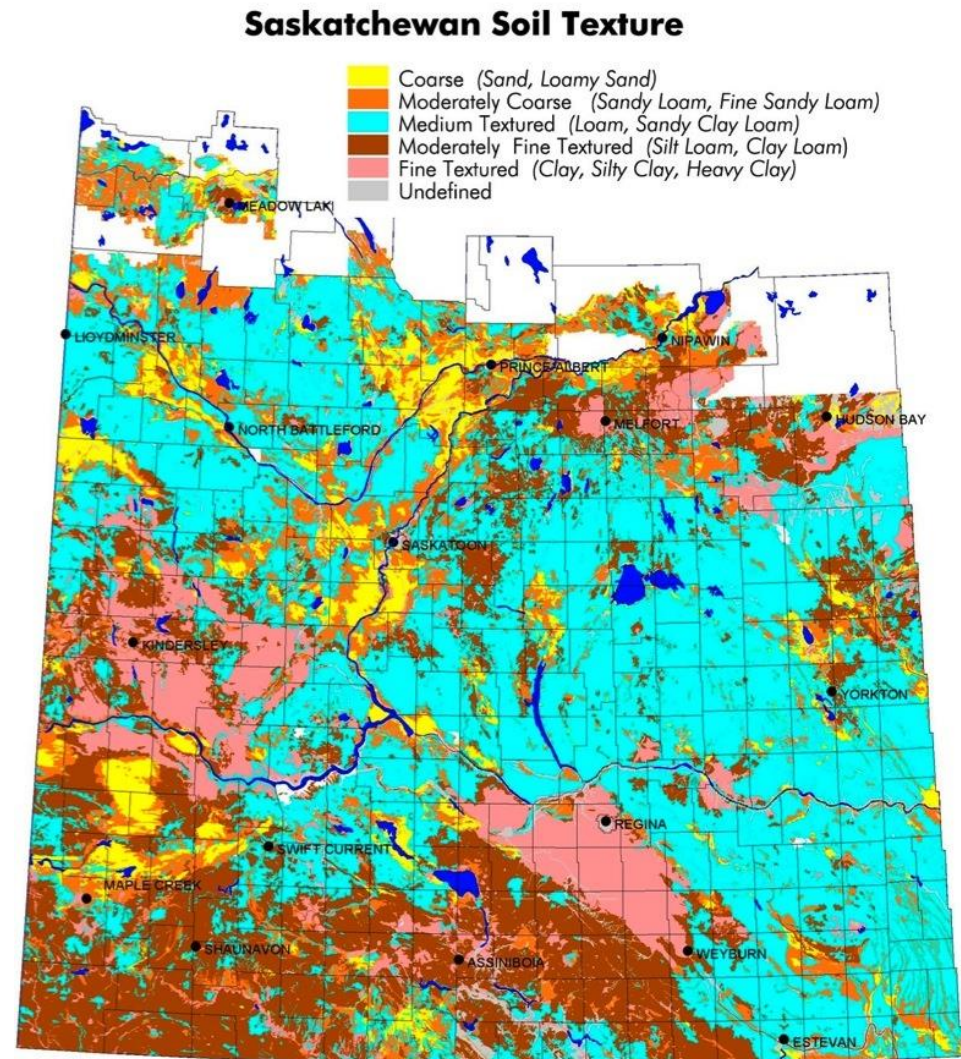 Saskatchewan Soil Texture
Coarse (Sand, Loamy Sand)
Moderately Coarse (Sandy Loam, Fine Sandy Loam)
Medium Textured (Loam, Sandy Clay Loam)
Moderately Fine Textured (Silt Loam, Clay Loam)
Fine Textured (Clay, Silty Clay, Heavy Clay)
Undefined
MEADOW LAKE
LLOYDMINSTER
NIPAWIN
PRINCE ALBERT
NORTH BATTLEFORD
MELFORT
HUDSON BAY
SASKATOON
KINDERSLEY
YORKTON
REGINA
SWIFT CURRENT
MAPLE CREEK
SHAUNAVON
ASSINIBOIA
WEYBURN
ESTEVAN